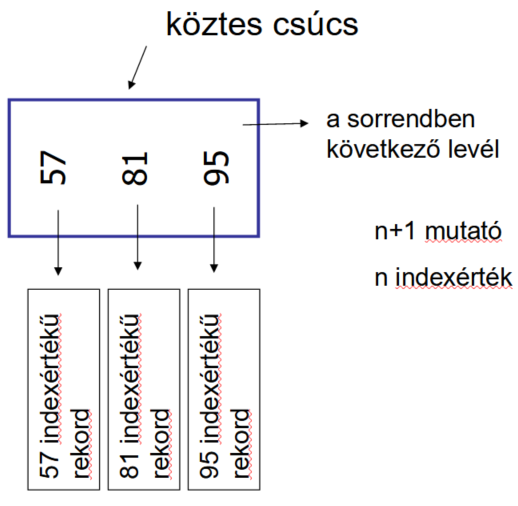 köztes csúcs
57
81
95
a sorrendben
következő levél
n+1 mutató
n indexérték
57 indexértékű
rekord
81 indexértékű
rekord
95 indexértékű
rekord